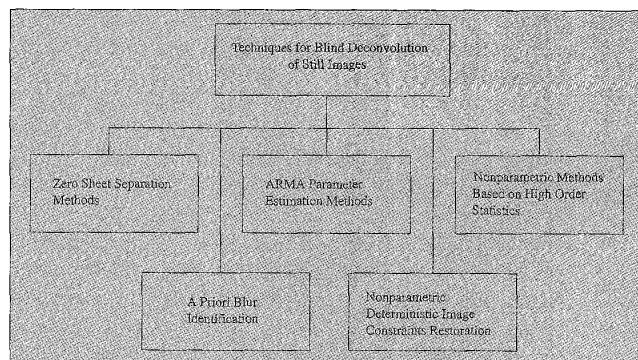 Techniques for Blind Deconvolution
of Still Images
Zero Sheet Separation
Methods
ARMA Parameter
Estimation Methods
Nonparametric Methods
Based on High Order
Statistics
A Priori Blur
Identification
Nonparametric
Deterministic Image
Constraints Restoration